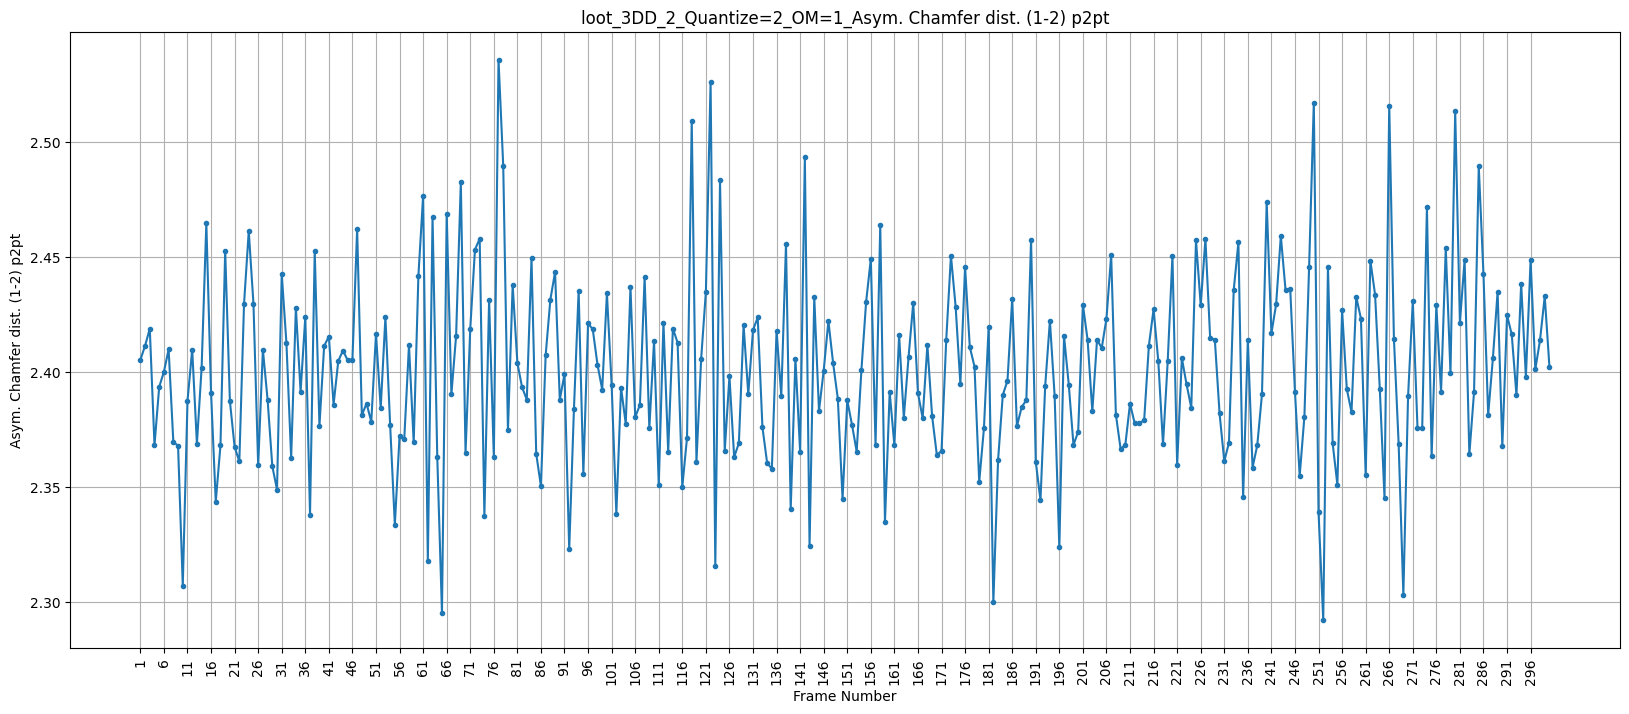 loot_3DD_2_Quantize=2_OM=1_Asym. Chamfer dist. (1-2) p2pt
Asym. Chamfer dist. (1-2) p2pt
2.50
2.45
2.40
2.35
2.30
1 6 11 16 21 26 31 36 41 46 51 56 61 66 71 76 81 86 91 96 101 106 111 116 121 126 131 136 141 146 151 156 161 166 171 176 181 186 191 196 201 206 211 216 221 226 231 236 241 246 251 256 261 266 271 276 281 286 291 296
Frame Number